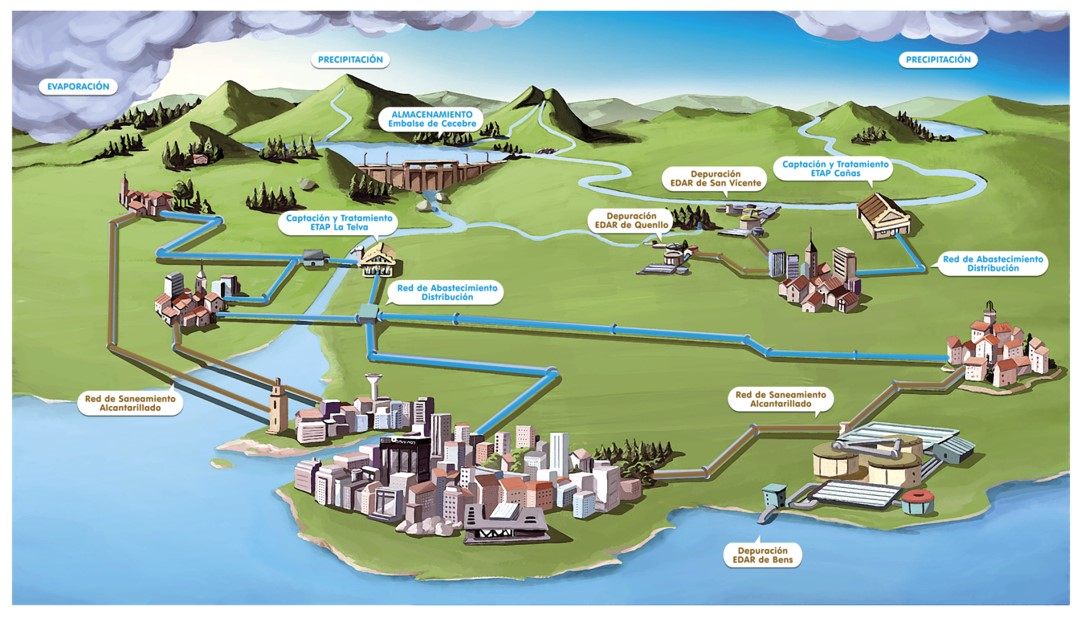 PRECIPITACIÓN
PRECIPITACIÓN
EVAPORACIÓN
ALMACENAMIENTO
Embalse de Cecebre
Captación y Tratamiento
ETAP Cañas
Depuración
EDAR de San Vicente
Captación y Tratamiento
ETAP La Telva
Depuración
EDAR de Quenllo
Red de Abastecimiento
Distribución
Red de Abastecimiento
Distribución
Red de Saneamiento
Alcantarillado
Red de Saneamiento
Alcantarillado
Depuración
EDAR de Bens